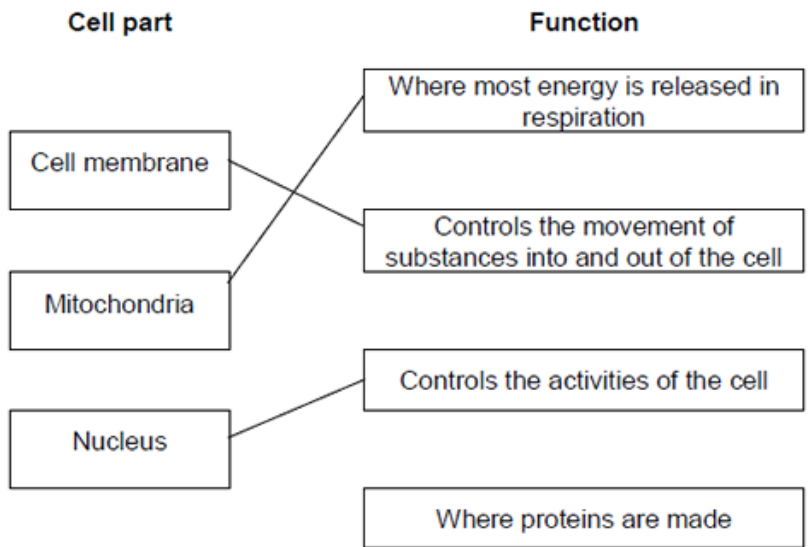 Cell part
Function
Where most energy is released in
respiration
Cell membrane
Controls the movement of
substances into and out of the cell
Mitochondria
Controls the activities of the cell
Nucleus
Where proteins are made